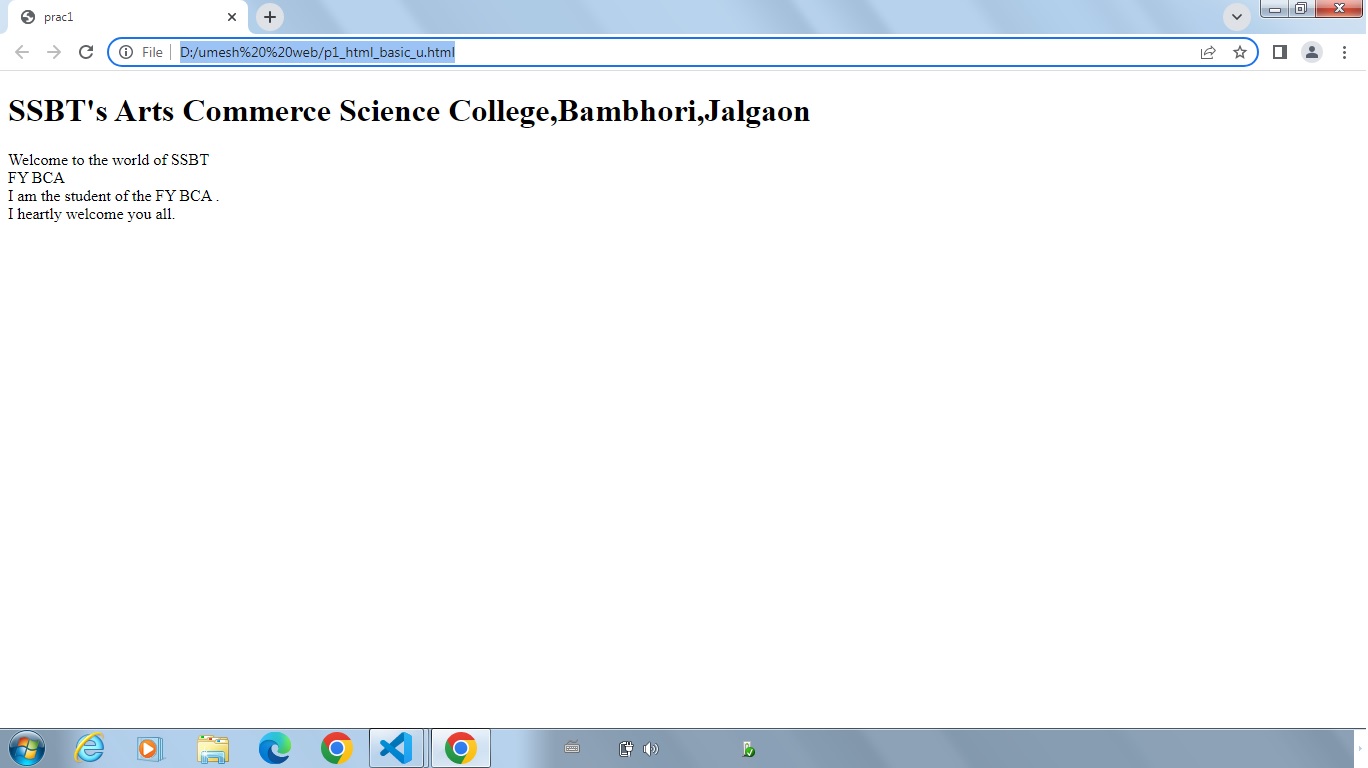 prac1
File
D:/umesh%20%20web/p1_html_basic_u.html
SSBT's Arts Commerce Science College,Bambhori,Jalgaon
Welcome to the world of SSBT
FY BCA
I am the student of the FY BCA .
I heartly welcome you all.